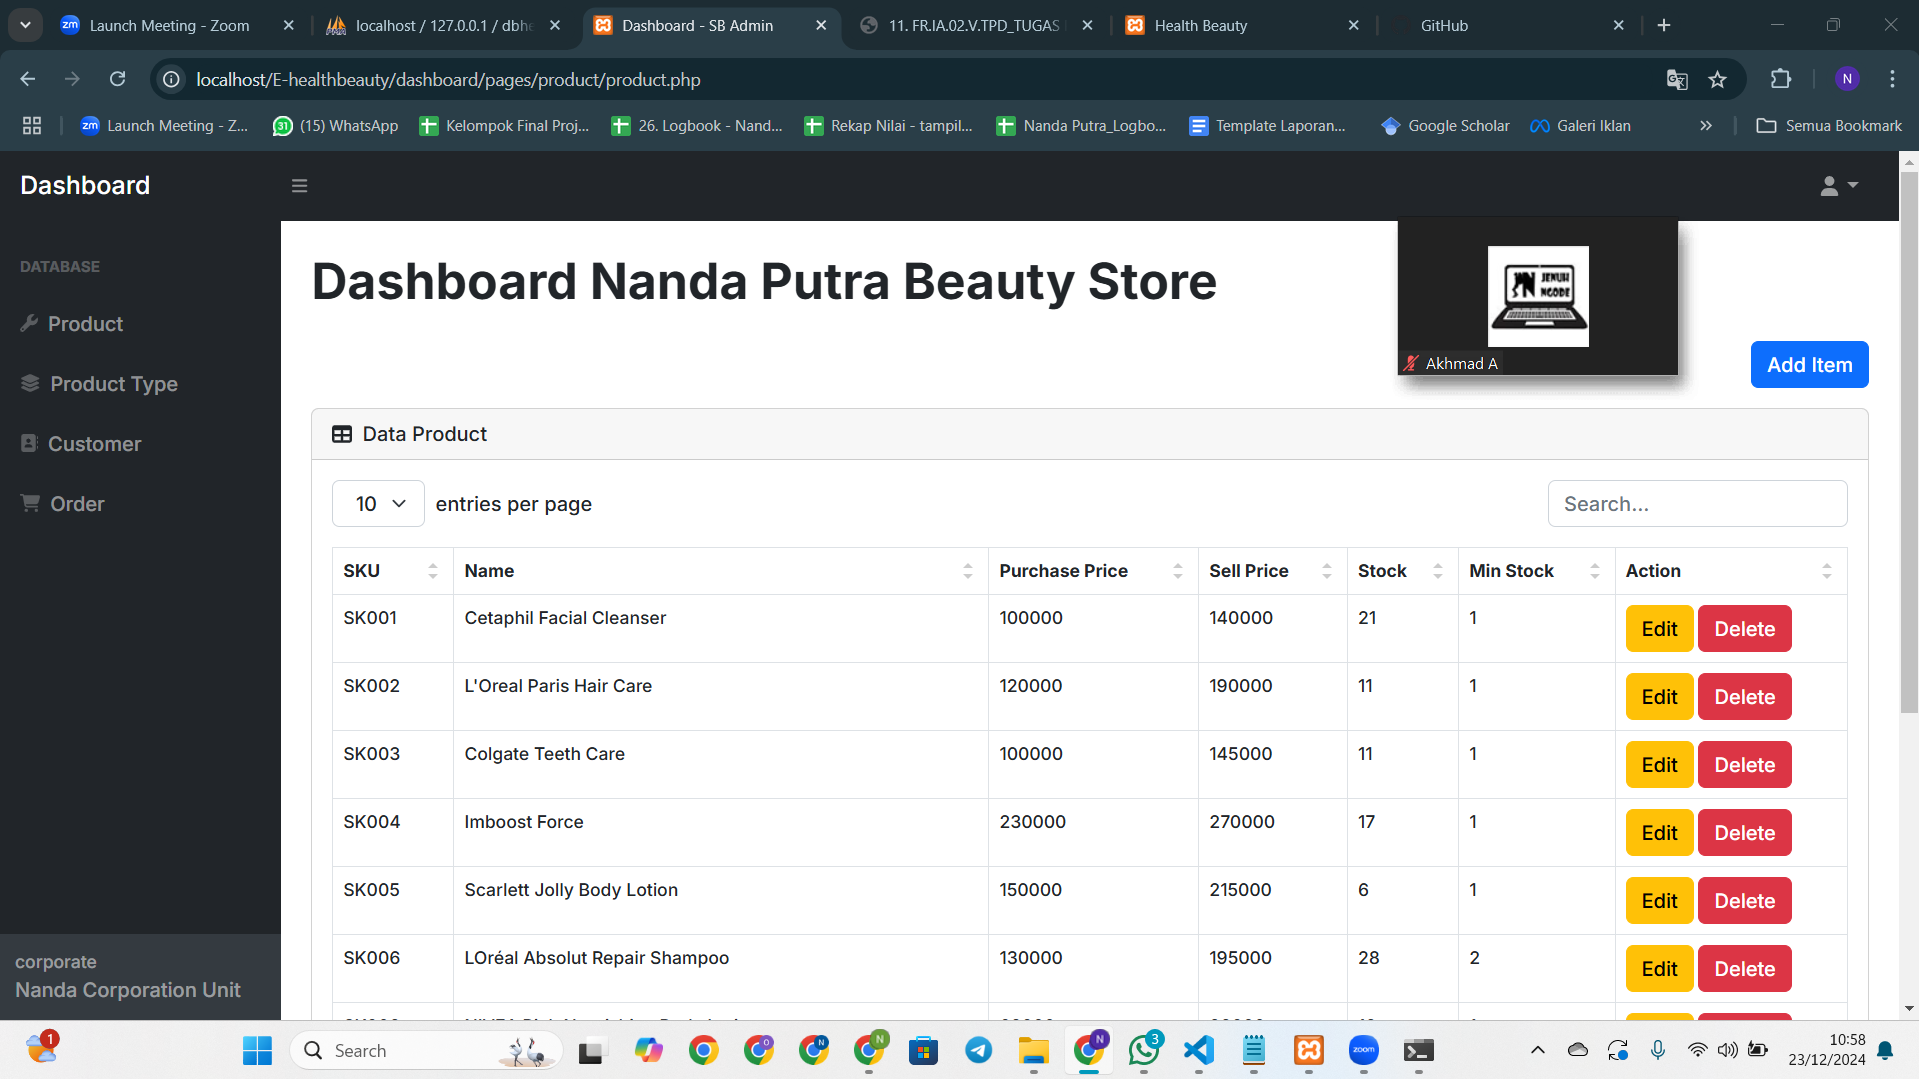 Launch Meeting - Zoom
localhost / 127.0.0.1 / dbhe
Dashboard - SB Admin
11. FR.IA.02.V.TPD_TUGAS
Health Beauty
GitHub
localhost/E-healthbeauty/dashboard/pages/product/product.php
N
zm Launch Meeting - Z...
31 (15) WhatsApp
Kelompok Final Proj...
26. Logbook - Nand...
Rekap Nilai - tampil...
Nanda Putra_Logbo...
Template Laporan...
Google Scholar
Galeri Iklan
Semua Bookmark
Dashboard
DATABASE
Product
Product Type
Customer
Order
corporate
Nanda Corporation Unit
Dashboard Nanda Putra Beauty Store
JENUH
NGODE
Akhmad A
Add Item
Data Product
10 entries per page
Search...
SKU Name Purchase Price Sell Price Stock Min Stock Action
SK001 Cetaphil Facial Cleanser 100000 140000 21 1 Edit Delete
SK002 L'Oreal Paris Hair Care 120000 190000 11 1 Edit Delete
SK003 Colgate Teeth Care 100000 145000 11 1 Edit Delete
SK004 Imboost Force 230000 270000 17 1 Edit Delete
SK005 Scarlett Jolly Body Lotion 150000 215000 6 1 Edit Delete
SK006 LOréal Absolut Repair Shampoo 130000 195000 28 2 Edit Delete
1
Search
3
zoom
10:58
23/12/2024